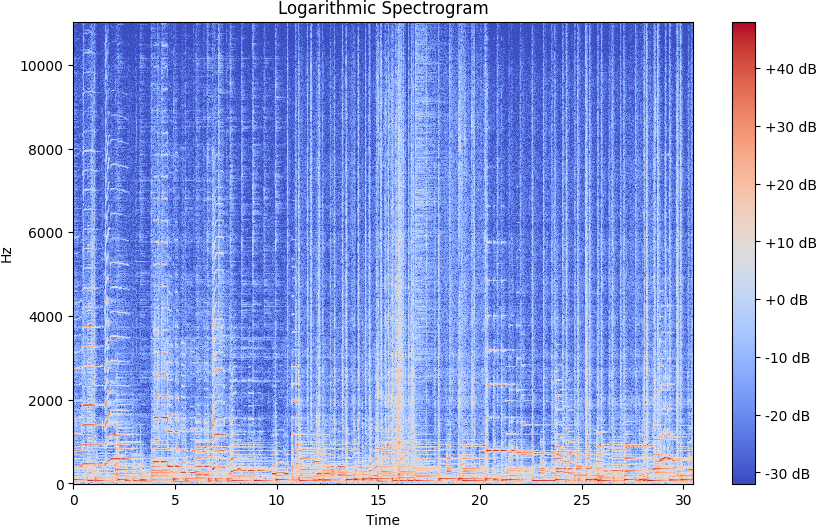 Logarithmic Spectrogram
Hz
10000
8000
6000
4000
2000
0
0 5 10 15 20 25 30
Time
+40 dB
+30 dB
+20 dB
+10 dB
+0 dB
-10 dB
-20 dB
-30 dB